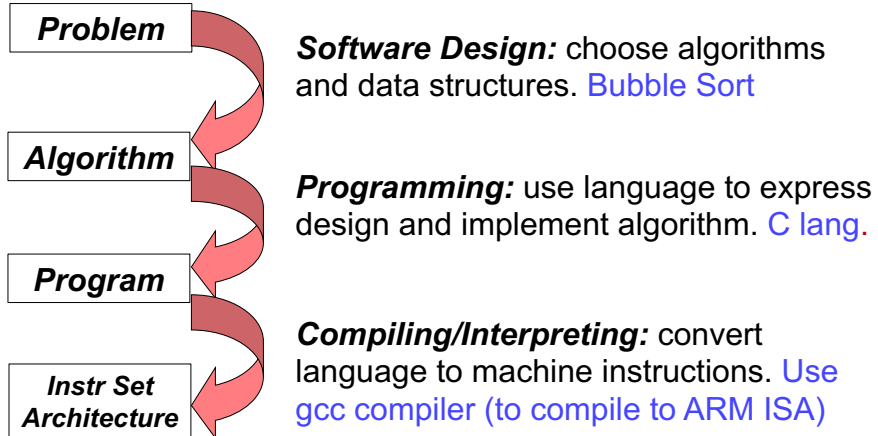 Problem
Software Design: choose algorithms
and data structures. Bubble Sort
Algorithm
Programming: use language to express
design and implement algorithm. C lang.
Program
Compiling/Interpreting: convert
language to machine instructions. Use
gcc compiler (to compile to ARM ISA)
Instr Set
Architecture